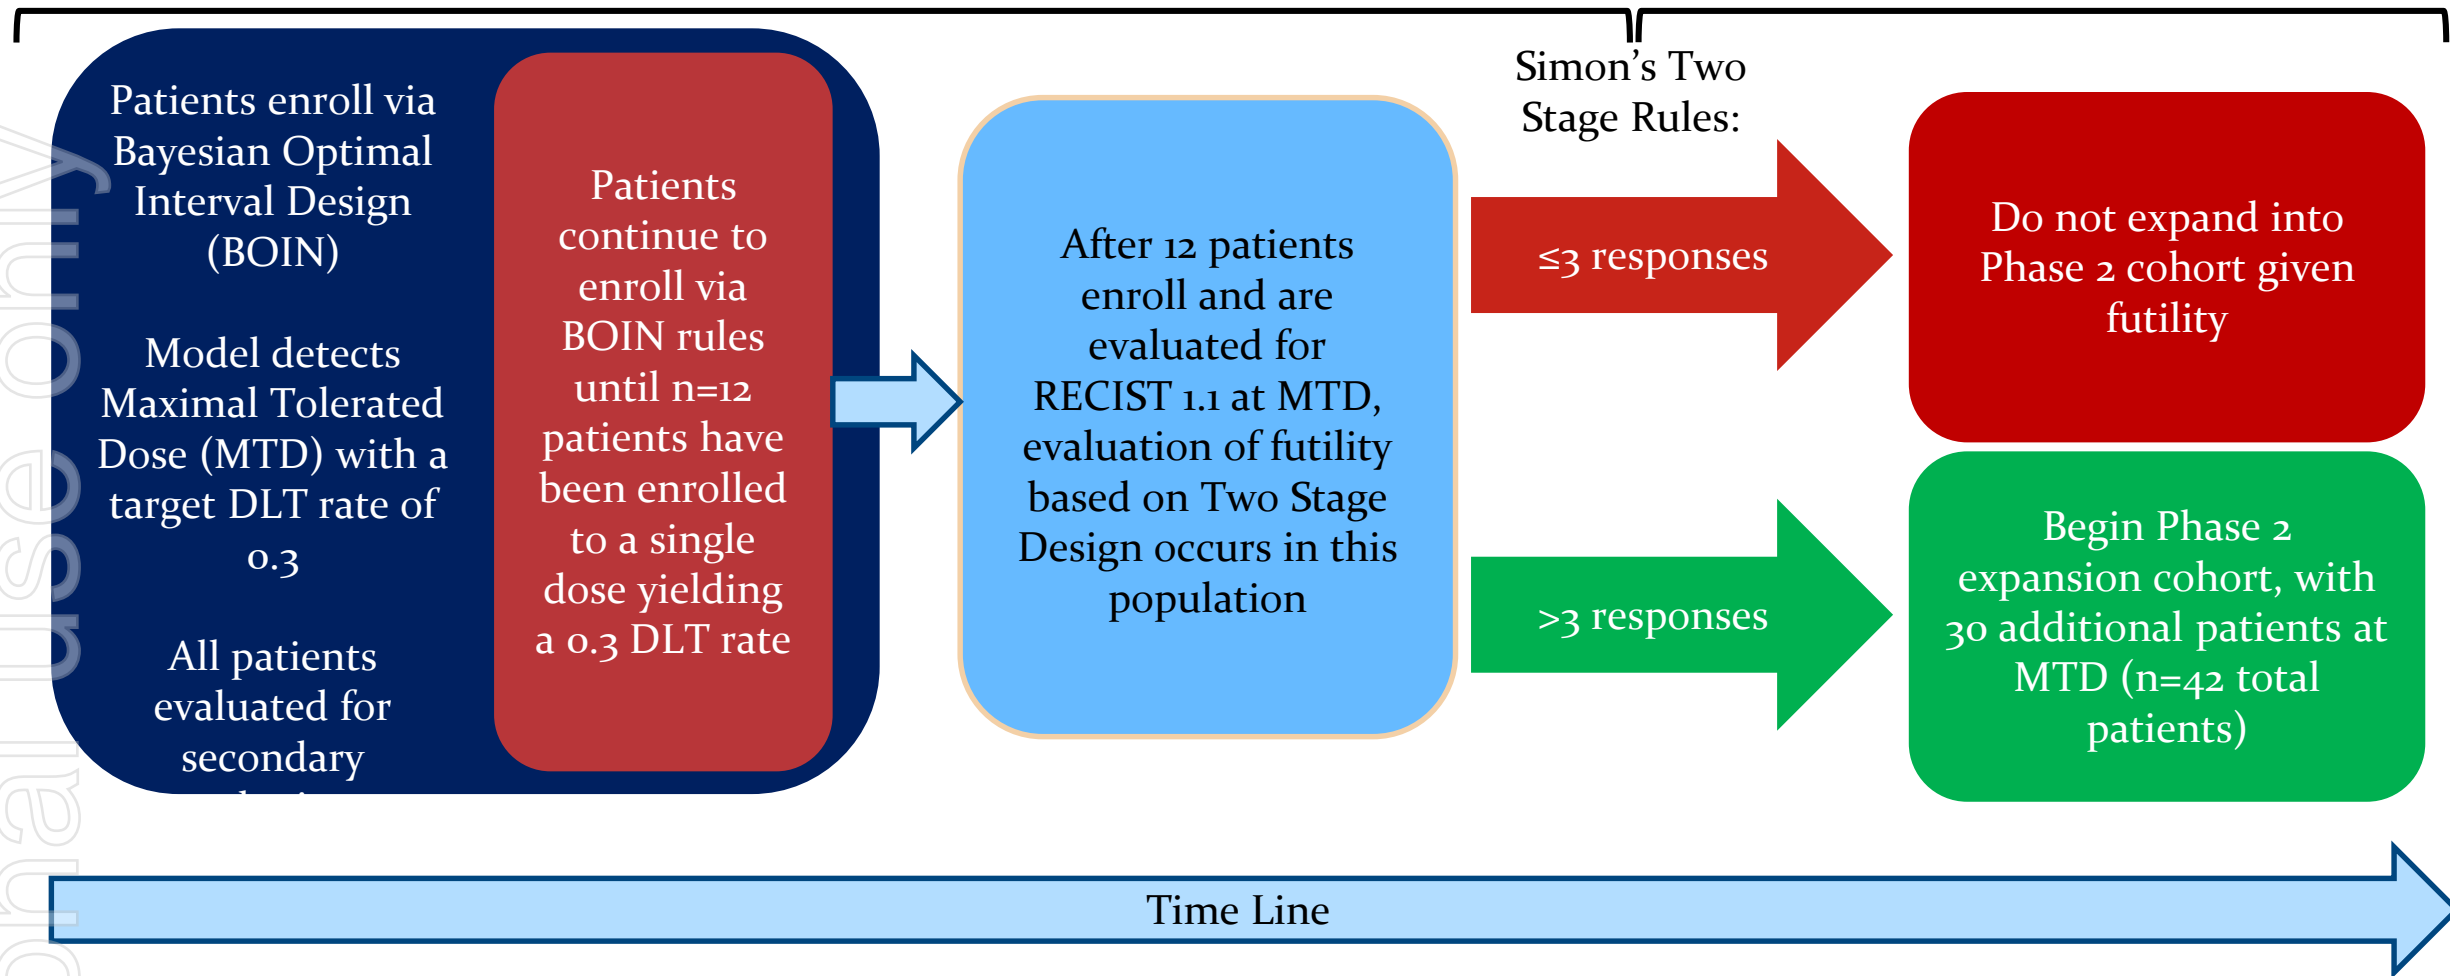 Patients enroll via
Bayesian Optimal
Interval Design
(BOIN)
Model detects
Maximal Tolerated
Dose (MTD) with a
target DLT rate of
0.3
All patients
evaluated for
secondary
Patients
continue to
enroll via
BOIN rules
until n=12
patients have
been enrolled
to a single
dose yielding
a 0.3 DLT rate
After 12 patients
enroll and are
evaluated for
RECIST 1.1 at MTD,
evaluation of futility
based on Two Stage
Design occurs in this
population
Simon’s Two
Stage Rules:
≤3 responses
>3 responses
Do not expand into
Phase 2 cohort given
futility
Begin Phase 2
expansion cohort, with
30 additional patients at
MTD (n=42 total
patients)
Time Line
use only